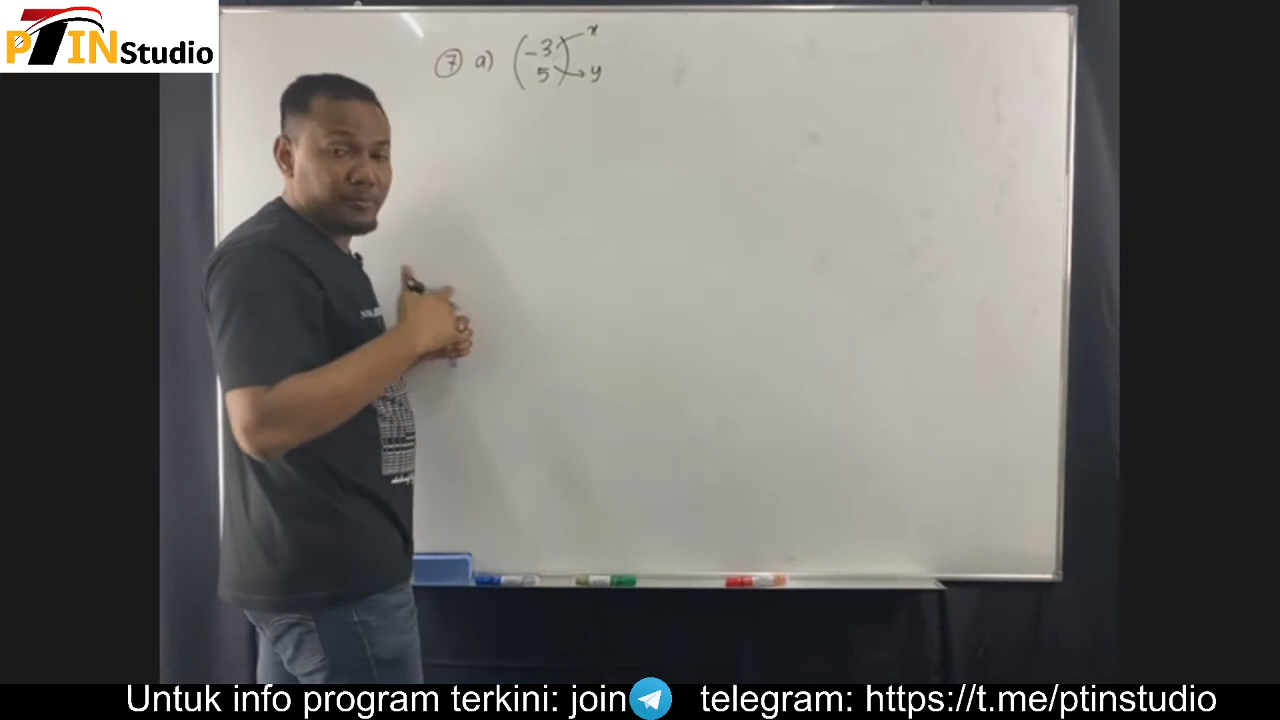 PTIN Studio
7 a) (-3 x
5) y
Untuk info program terkini: join telegram: https://t.me/ptinstudio